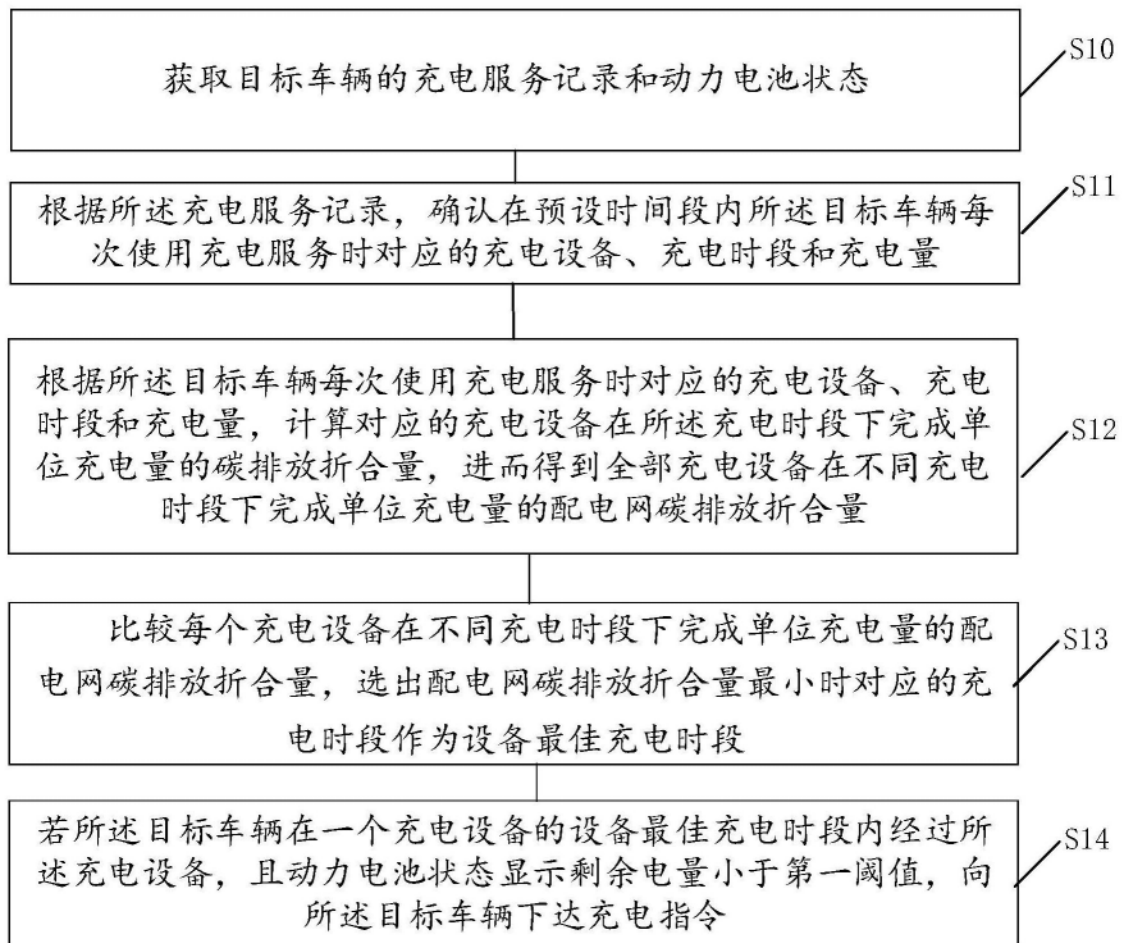 获取目标车辆的充电服务记录和动力电池状态
S10
根据所述充电服务记录，确认在预设时间段内所述目标车辆每
次使用充电服务时对应的充电设备、充电时段和充电量
S11
根据所述目标车辆每次使用充电服务时对应的充电设备、充电
时段和充电量，计算对应的充电设备在所述充电时段下完成单
位充电量的碳排放折合量，进而得到全部充电设备在不同充电
时段下完成单位充电量的配电网碳排放折合量
S12
比较每个充电设备在不同充电时段下完成单位充电量的配
电网碳排放折合量，选出配电网碳排放折合量最小时对应的充
电时段作为设备最佳充电时段
S13
若所述目标车辆在一个充电设备的设备最佳充电时段内经过所
述充电设备，且动力电池状态显示剩余电量小于第一阈值，向
所述目标车辆下达充电指令
S14